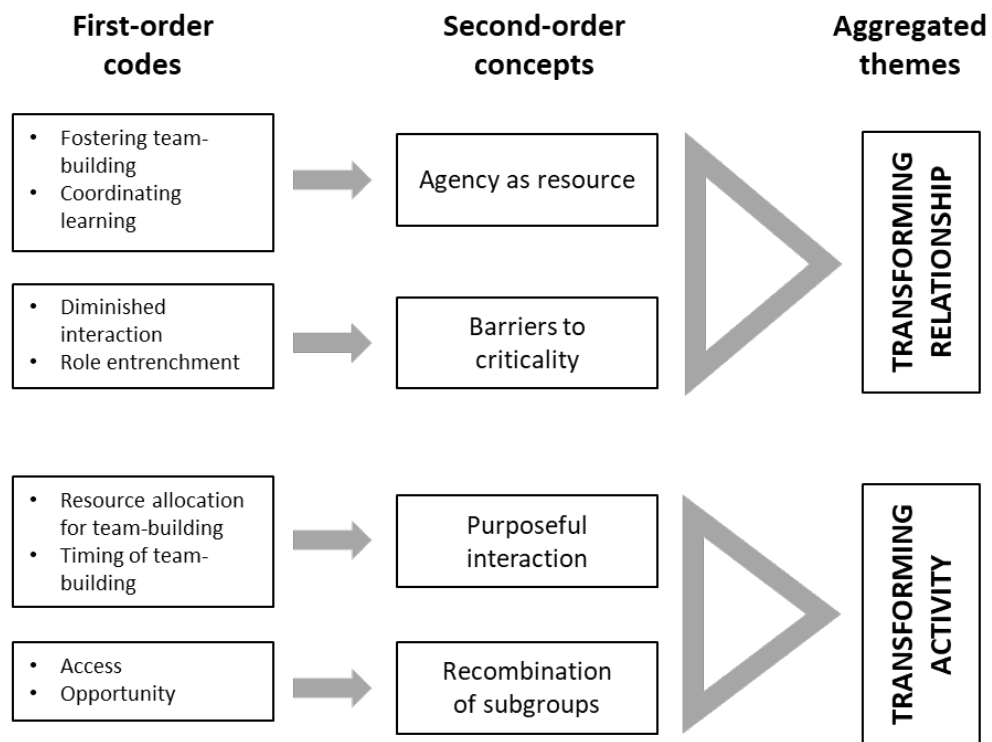 First-order
codes
Second-order
concepts
Aggregated
themes
• Fostering team-
building
• Coordinating
learning
Agency as resource
• Diminished
interaction
• Role entrenchment
Barriers to
criticality
TRANSFORMING
RELATIONSHIP
• Resource allocation
for team-building
• Timing of team-
building
Purposeful
interaction
• Access
• Opportunity
Recombination
of subgroups
TRANSFORMING
ACTIVITY